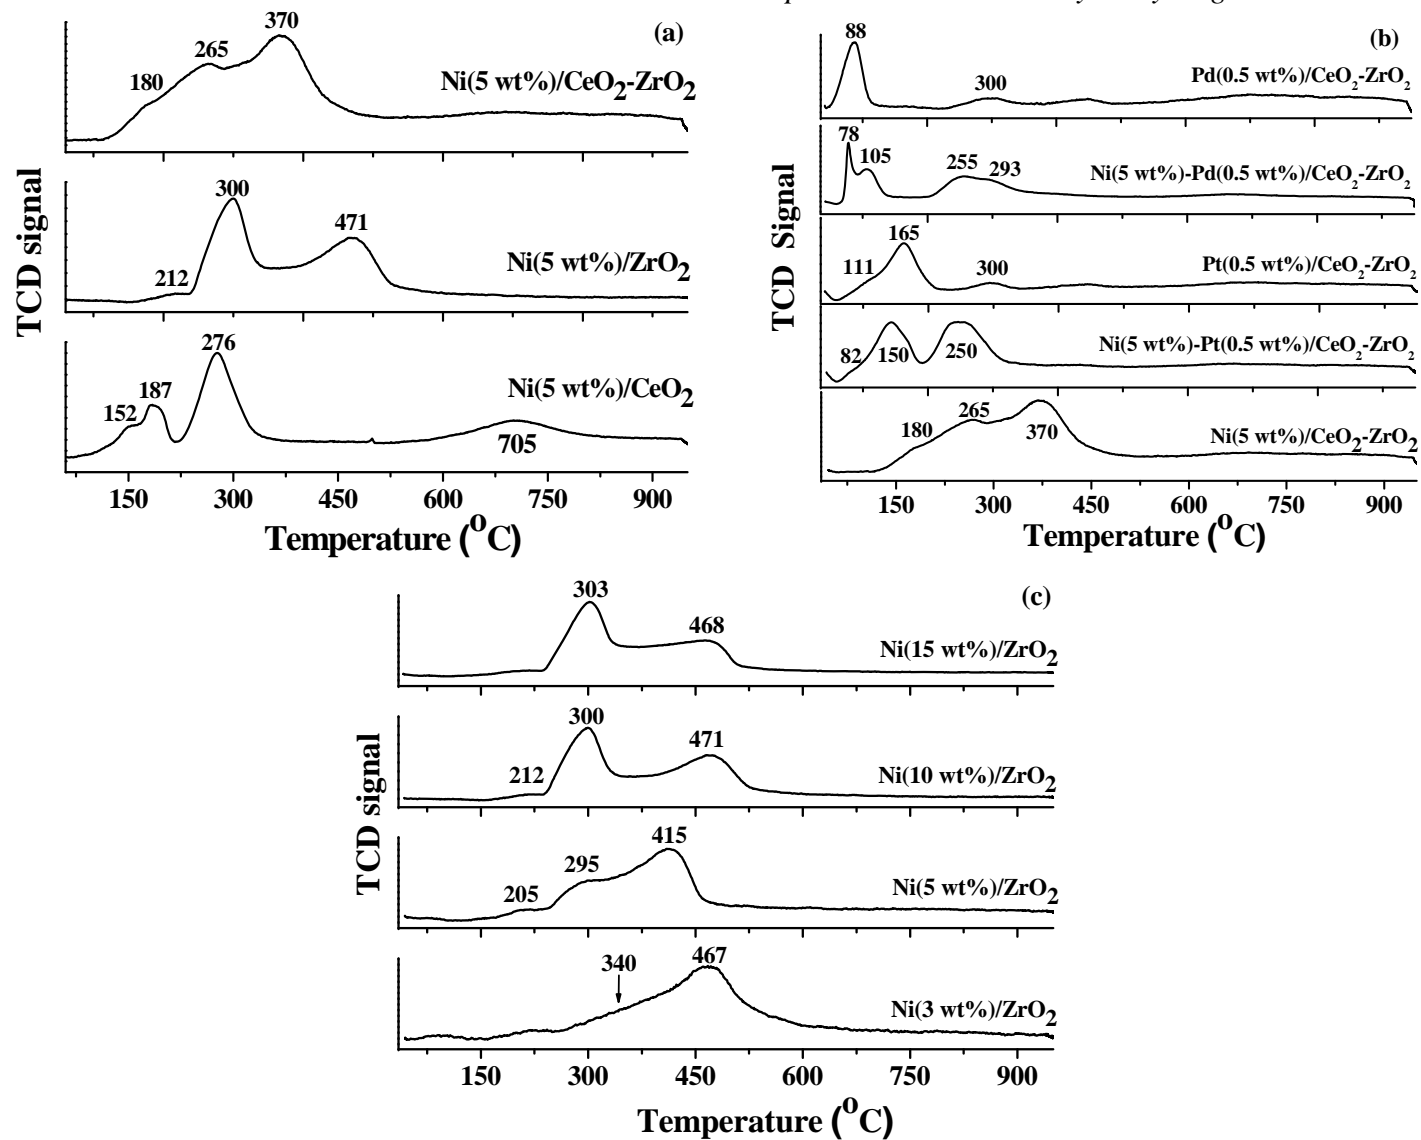 (a)
180
265
370
Ni(5 wt%)/CeO2-ZrO2
212
300
471
Ni(5 wt%)/ZrO2
152
187
276
705
Ni(5 wt%)/CeO2
TCD signal
150 300 450 600 750 900
Temperature (°C)
(b)
88
300
Pd(0.5 wt%)/CeO2-ZrO2
78
105
255
293
Ni(5 wt%)-Pd(0.5 wt%)/CeO2-ZrO2
111
165
300
Pt(0.5 wt%)/CeO2-ZrO2
82
150
250
Ni(5 wt%)-Pt(0.5 wt%)/CeO2-ZrO2
180
265
370
Ni(5 wt%)/CeO2-ZrO2
TCD Signal
150 300 450 600 750 900
Temperature (°C)
(c)
303
468
Ni(15 wt%)/ZrO2
212
300
471
Ni(10 wt%)/ZrO2
205
295
415
Ni(5 wt%)/ZrO2
340
467
Ni(3 wt%)/ZrO2
TCD signal
150 300 450 600 750 900
Temperature (°C)